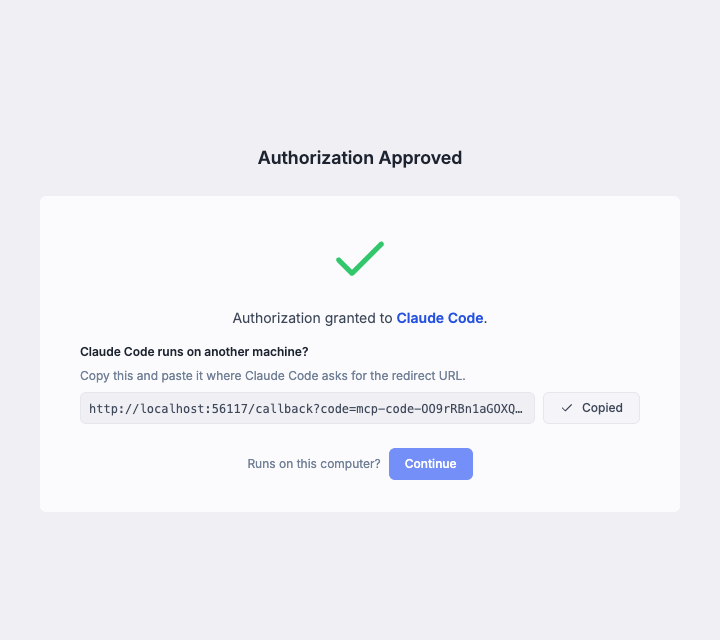 Authorization Approved
Authorization granted to Claude Code.
Claude Code runs on another machine?
Copy this and paste it where Claude Code asks for the redirect URL.
http://localhost:56117/callback?code=mcp-code-OO9rRBn1aGOXQ…
Copied
Runs on this computer?
Continue